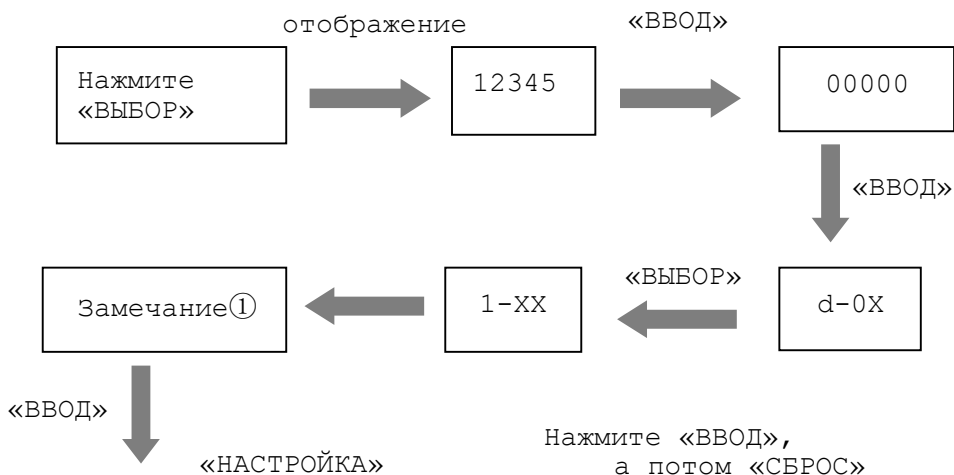 отображение
«ВВОД»
Нажмите
«ВЫБОР»
12345
00000
«ВВОД»
«ВЫБОР»
Замечание①
1-XX
d-0X
«ВВОД»
«НАСТРОЙКА»
Нажмите «ВВОД»,
а потом «СБРОС»